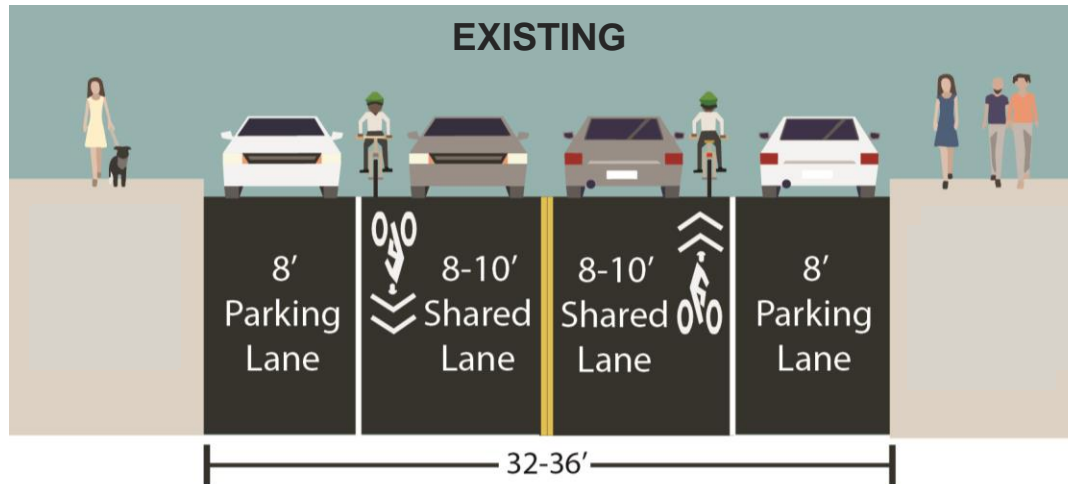 EXISTING
8’
Parking
Lane
8-10’
Shared
Lane
8-10’
Shared
Lane
8’
Parking
Lane
32-36’